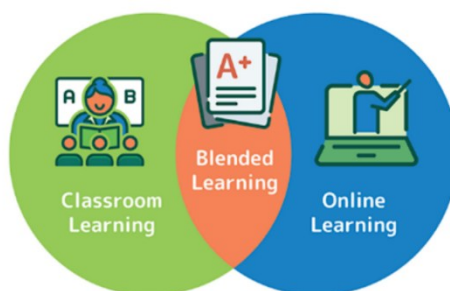 A B
A+
Blended
Learning
Classroom
Learning
Online
Learning